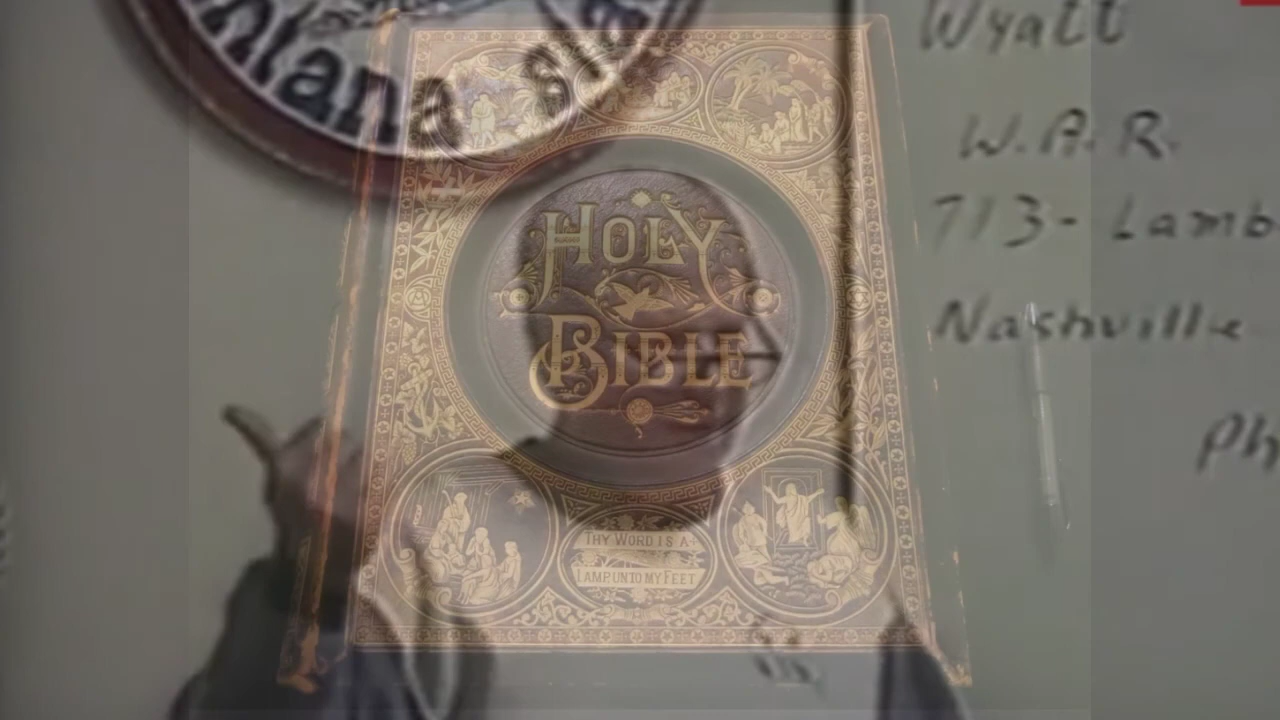 Wyatt
W.A.R.
713- Lamb
Nashville
Ph
HOLY
BIBLE
THY WORD IS A
LAMP UNTO MY FEET